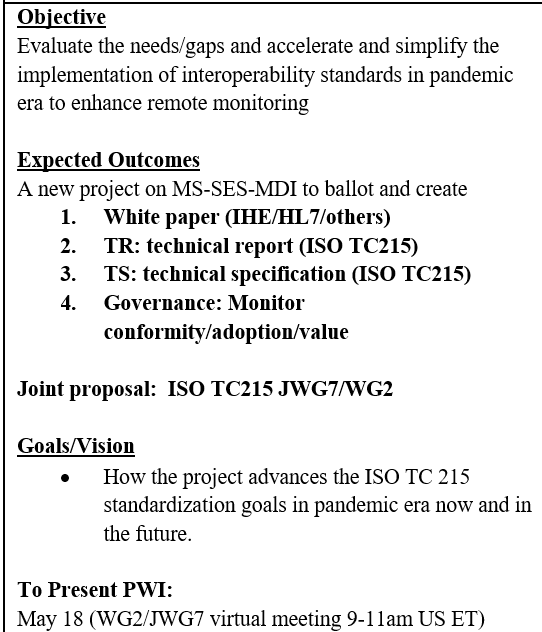 Objective
Evaluate the needs/gaps and accelerate and simplify the
implementation of interoperability standards in pandemic
era to enhance remote monitoring
Expected Outcomes
A new project on MS-SES-MDI to ballot and create
1. White paper (IHE/HL7/others)
2. TR: technical report (ISO TC215)
3. TS: technical specification (ISO TC215)
4. Governance: Monitor
conformity/adoption/value
Joint proposal: ISO TC215 JWG7/WG2
Goals/Vision
• How the project advances the ISO TC 215
standardization goals in pandemic era now and in
the future.
To Present PWI:
May 18 (WG2/JWG7 virtual meeting 9-11am US ET)